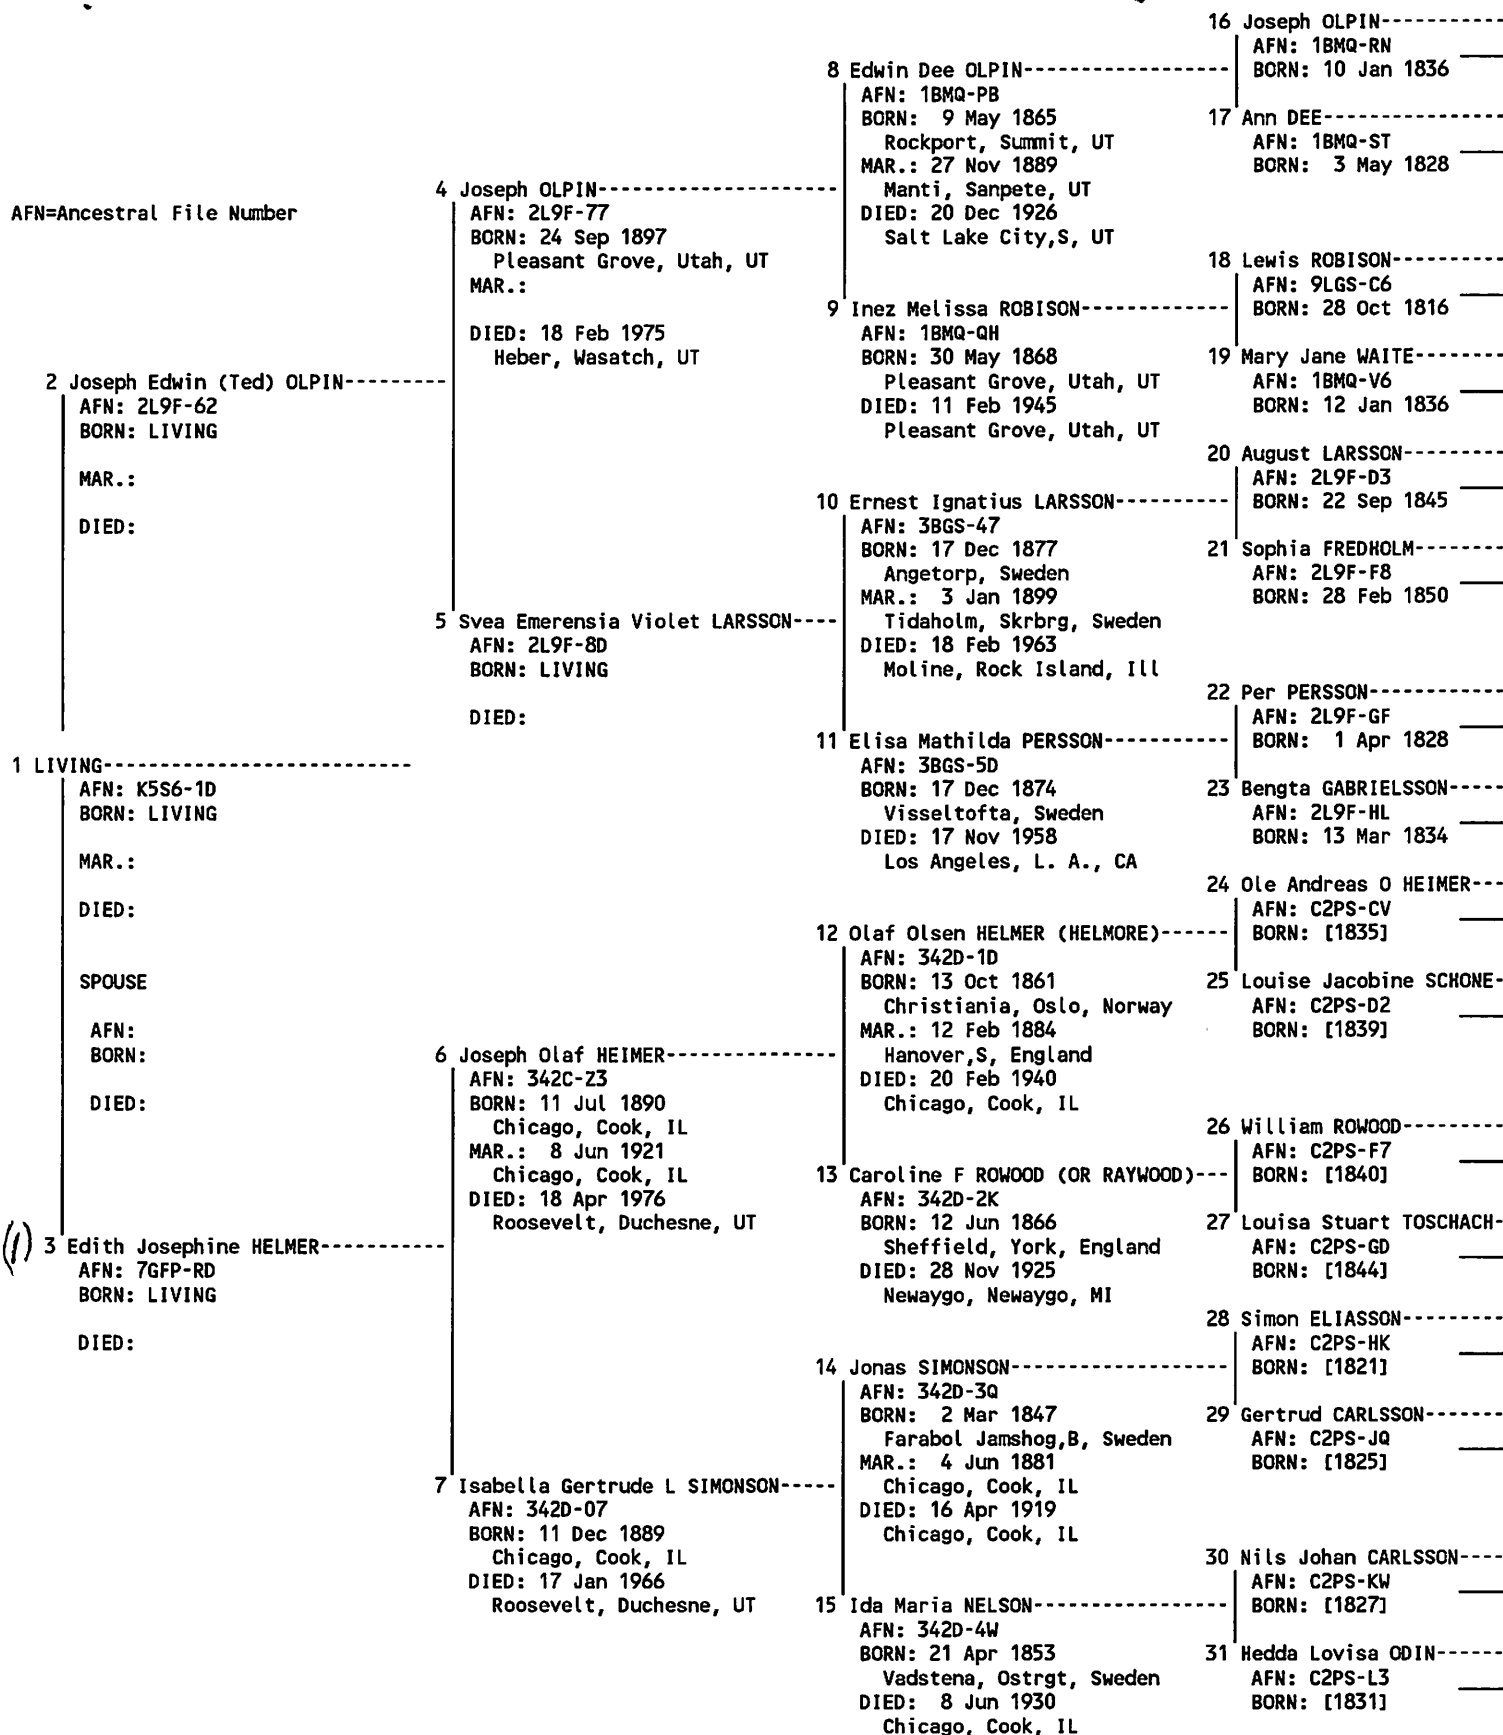 AFN=Ancestral File Number
1 LIVING-------------------------
AFN: K5S6-1D
BORN: LIVING
MAR.:
DIED:
SPOUSE
AFN:
BORN:
DIED:
2 Joseph Edwin (Ted) OLPIN---------
AFN: 2L9F-62
BORN: LIVING
MAR.:
DIED:
(1) 3 Edith Josephine HELMER-----------
AFN: 7GFP-RD
BORN: LIVING
DIED:
4 Joseph OLPIN--------------------
AFN: 2L9F-77
BORN: 24 Sep 1897
Pleasant Grove, Utah, UT
MAR.:
DIED: 18 Feb 1975
Heber, Wasatch, UT
5 Svea Emerensia Violet LARSSON----
AFN: 2L9F-8D
BORN: LIVING
DIED:
6 Joseph Olaf HEIMER--------------
AFN: 342C-Z3
BORN: 11 Jul 1890
Chicago, Cook, IL
MAR.: 8 Jun 1921
Chicago, Cook, IL
DIED: 18 Apr 1976
Roosevelt, Duchesne, UT
7 Isabella Gertrude L SIMONSON-----
AFN: 342D-07
BORN: 11 Dec 1889
Chicago, Cook, IL
DIED: 17 Jan 1966
Roosevelt, Duchesne, UT
8 Edwin Dee OLPIN-----------------
AFN: 1BMQ-PB
BORN: 9 May 1865
Rockport, Summit, UT
MAR.: 27 Nov 1889
Manti, Sanpete, UT
DIED: 20 Dec 1926
Salt Lake City,S, UT
9 Inez Melissa ROBISON------------
AFN: 1BMQ-QH
BORN: 30 May 1868
Pleasant Grove, Utah, UT
DIED: 11 Feb 1945
Pleasant Grove, Utah, UT
10 Ernest Ignatius LARSSON----------
AFN: 3BGS-47
BORN: 17 Dec 1877
Angetorp, Sweden
MAR.: 3 Jan 1899
Tidaholm, Skrbrg, Sweden
DIED: 18 Feb 1963
Moline, Rock Island, Ill
11 Elisa Mathilda PERSSON----------
AFN: 3BGS-5D
BORN: 17 Dec 1874
Visseltofta, Sweden
DIED: 17 Nov 1958
Los Angeles, L. A., CA
12 Olaf Olsen HELMER (HELMORE)------
AFN: 342D-1D
BORN: 13 Oct 1861
Christiania, Oslo, Norway
MAR.: 12 Feb 1884
Hanover,S, England
DIED: 20 Feb 1940
Chicago, Cook, IL
13 Caroline F ROWOOD (OR RAYWOOD)---
AFN: 342D-2K
BORN: 12 Jun 1866
Sheffield, York, England
DIED: 28 Nov 1925
Newaygo, Newaygo, MI
14 Jonas SIMONSON------------------
AFN: 342D-3Q
BORN: 2 Mar 1847
Farabol Jamshog,B, Sweden
MAR.: 4 Jun 1881
Chicago, Cook, IL
DIED: 16 Apr 1919
Chicago, Cook, IL
15 Ida Maria NELSON----------------
AFN: 342D-4W
BORN: 21 Apr 1853
Vadstena, Ostrgt, Sweden
DIED: 8 Jun 1930
Chicago, Cook, IL
16 Joseph OLPIN----------
AFN: 1BMQ-RN
BORN: 10 Jan 1836
17 Ann DEE---------------
AFN: 1BMQ-ST
BORN: 3 May 1828
18 Lewis ROBISON---------
AFN: 9LGS-C6
BORN: 28 Oct 1816
19 Mary Jane WAITE--------
AFN: 1BMQ-V6
BORN: 12 Jan 1836
20 August LARSSON--------
AFN: 2L9F-D3
BORN: 22 Sep 1845
21 Sophia FREDHOLM-------
AFN: 2L9F-F8
BORN: 28 Feb 1850
22 Per PERSSON-----------
AFN: 2L9F-GF
BORN: 1 Apr 1828
23 Bengta GABRIELSSON-----
AFN: 2L9F-HL
BORN: 13 Mar 1834
24 Ole Andreas O HEIMER---
AFN: C2PS-CV
BORN: [1835]
25 Louise Jacobine SCHONE-
AFN: C2PS-D2
BORN: [1839]
26 William ROWOOD--------
AFN: C2PS-F7
BORN: [1840]
27 Louisa Stuart TOSCHACH-
AFN: C2PS-GD
BORN: [1844]
28 Simon ELIASSON--------
AFN: C2PS-HK
BORN: [1821]
29 Gertrud CARLSSON-------
AFN: C2PS-JQ
BORN: [1825]
30 Nils Johan CARLSSON----
AFN: C2PS-KW
BORN: [1827]
31 Hedda Lovisa ODIN------
AFN: C2PS-L3
BORN: [1831]